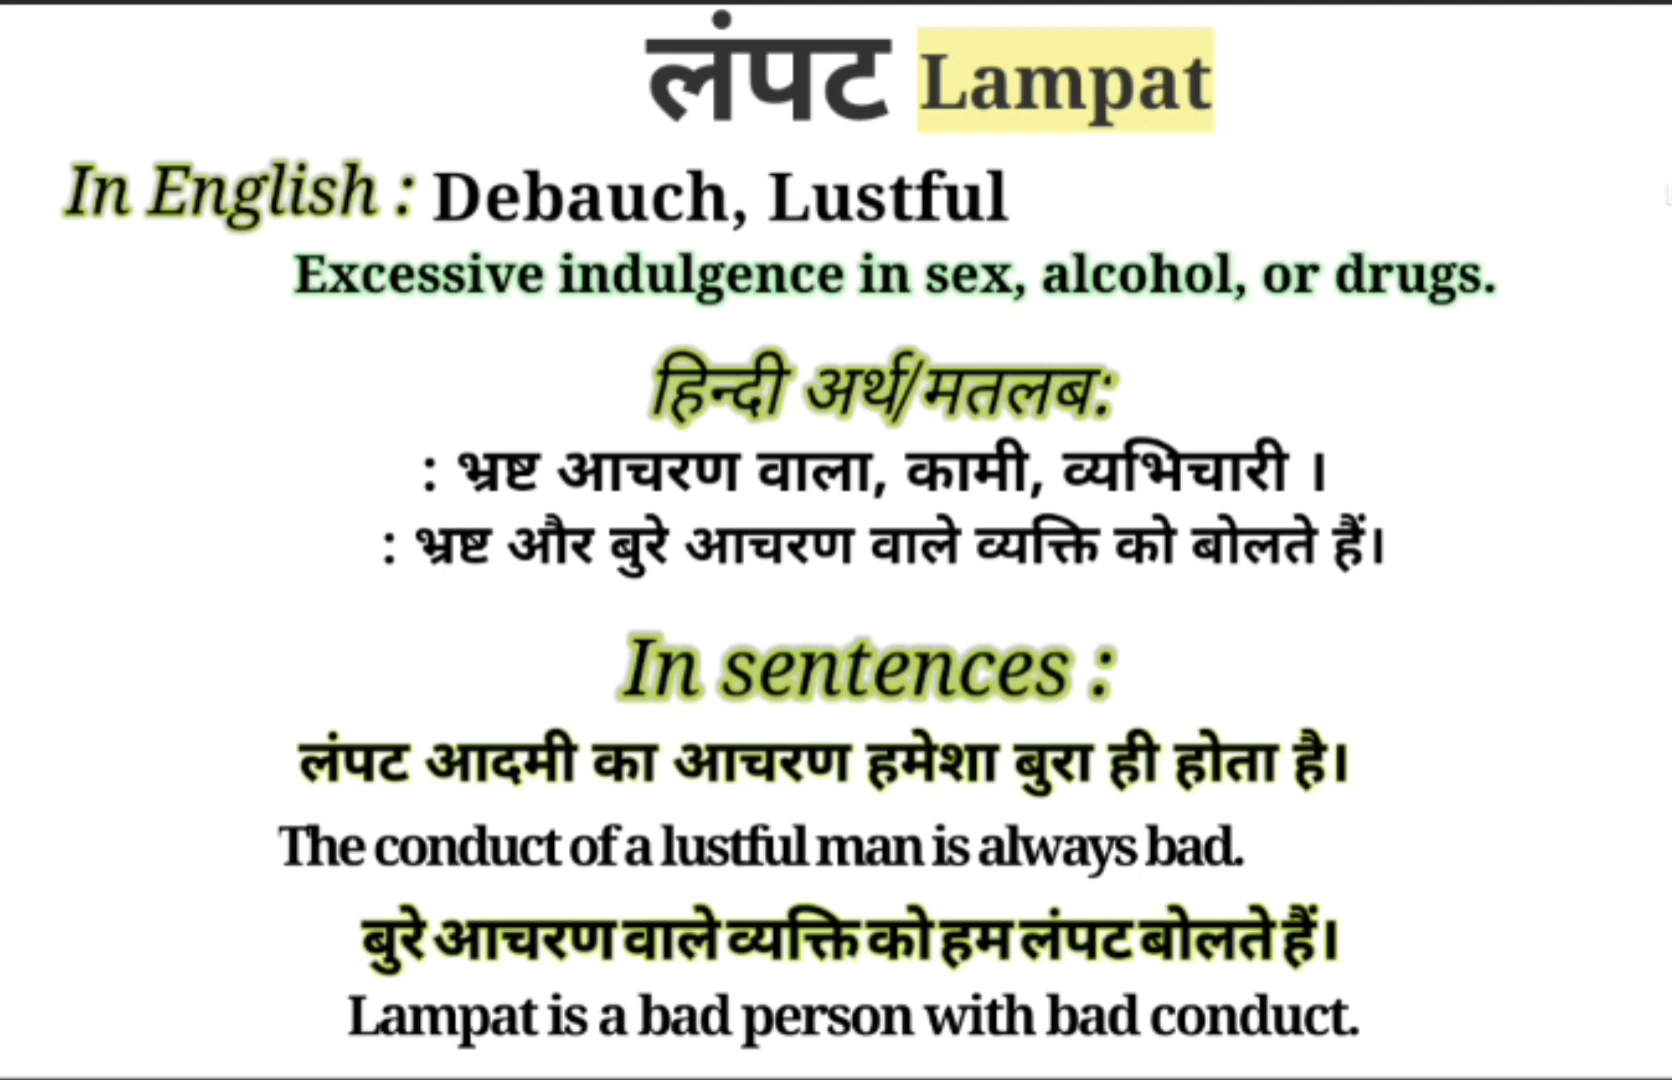 लंपट Lampat
In English : Debauch, Lustful
Excessive indulgence in sex, alcohol, or drugs.
हिन्दी अर्थ/मतलब:
: भ्रष्ट आचरण वाला, कामी, व्यभिचारी ।
: भ्रष्ट और बुरे आचरण वाले व्यक्ति को बोलते हैं।
In sentences :
लंपट आदमी का आचरण हमेशा बुरा ही होता है।
The conduct of a lustful man is always bad.
बुरे आचरण वाले व्यक्ति को हम लंपट बोलते हैं।
Lampat is a bad person with bad conduct.